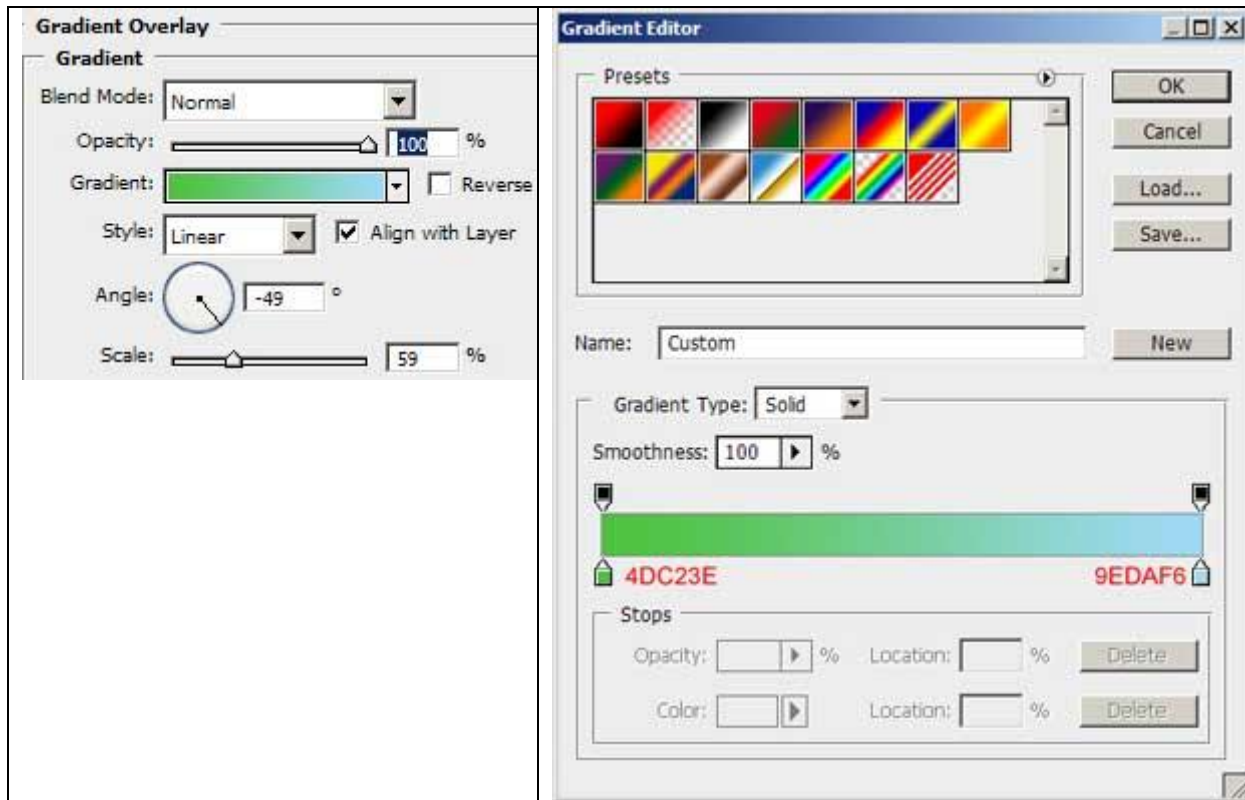 Gradient Overlay
Gradient
Blend Mode: Normal
Opacity: 100 %
Gradient: Reverse
Style: Linear Align with Layer
Angle: -49 °
Scale: 59 %
Gradient Editor
Presets
OK
Cancel
Load...
Save...
Name: Custom
New
Gradient Type: Solid
Smoothness: 100 %
4DC23E 9EDAF6
Stops
Opacity: % Location: % Delete
Color: Location: % Delete